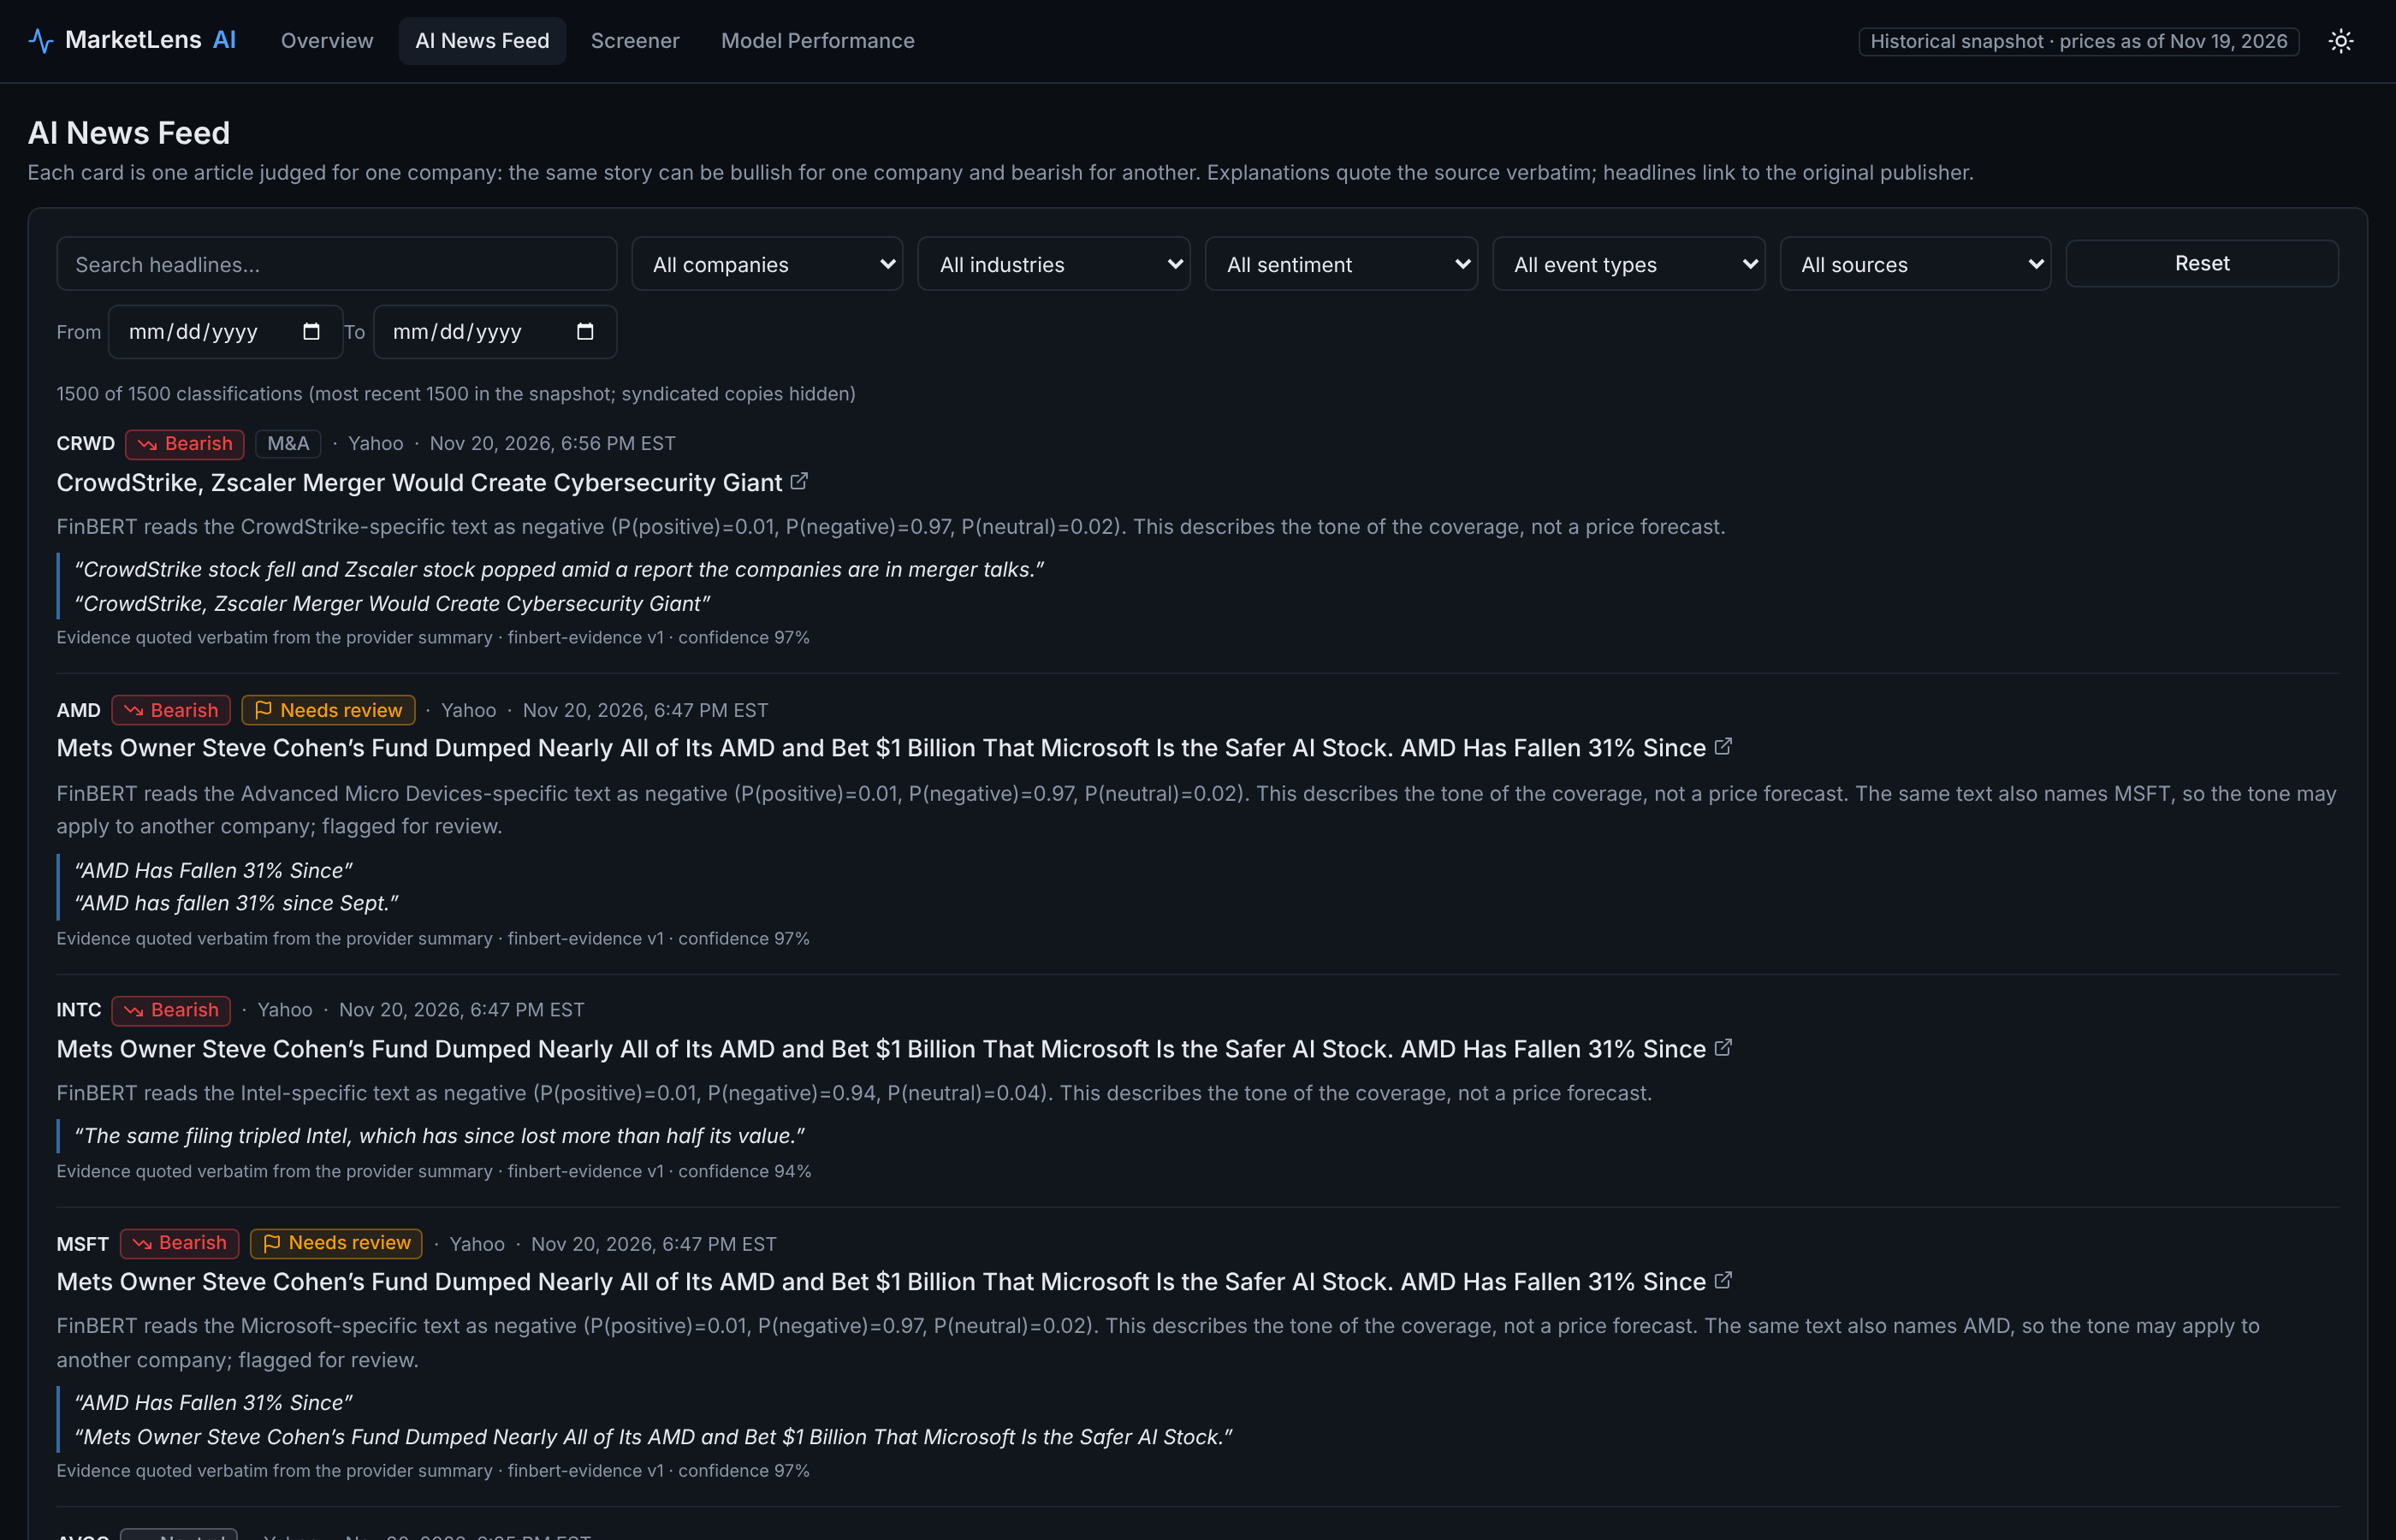 MarketLens AI
Overview
AI News Feed
Screener
Model Performance
Historical snapshot · prices as of Nov 19, 2026
AI News Feed
Each card is one article judged for one company: the same story can be bullish for one company and bearish for another. Explanations quote the source verbatim; headlines link to the original publisher.
Search headlines...
All companies
All industries
All sentiment
All event types
All sources
Reset
From mm/dd/yyyy To mm/dd/yyyy
1500 of 1500 classifications (most recent 1500 in the snapshot; syndicated copies hidden)
CRWD Bearish M&A · Yahoo · Nov 20, 2026, 6:56 PM EST
CrowdStrike, Zscaler Merger Would Create Cybersecurity Giant
FinBERT reads the CrowdStrike-specific text as negative (P(positive)=0.01, P(negative)=0.97, P(neutral)=0.02). This describes the tone of the coverage, not a price forecast.
“CrowdStrike stock fell and Zscaler stock popped amid a report the companies are in merger talks.”
“CrowdStrike, Zscaler Merger Would Create Cybersecurity Giant”
Evidence quoted verbatim from the provider summary · finbert-evidence v1 · confidence 97%
AMD Bearish Needs review · Yahoo · Nov 20, 2026, 6:47 PM EST
Mets Owner Steve Cohen’s Fund Dumped Nearly All of Its AMD and Bet $1 Billion That Microsoft Is the Safer AI Stock. AMD Has Fallen 31% Since
FinBERT reads the Advanced Micro Devices-specific text as negative (P(positive)=0.01, P(negative)=0.97, P(neutral)=0.02). This describes the tone of the coverage, not a price forecast. The same text also names MSFT, so the tone may
apply to another company; flagged for review.
“AMD Has Fallen 31% Since”
“AMD has fallen 31% since Sept.”
Evidence quoted verbatim from the provider summary · finbert-evidence v1 · confidence 97%
INTC Bearish · Yahoo · Nov 20, 2026, 6:47 PM EST
Mets Owner Steve Cohen’s Fund Dumped Nearly All of Its AMD and Bet $1 Billion That Microsoft Is the Safer AI Stock. AMD Has Fallen 31% Since
FinBERT reads the Intel-specific text as negative (P(positive)=0.01, P(negative)=0.94, P(neutral)=0.04). This describes the tone of the coverage, not a price forecast.
“The same filing tripled Intel, which has since lost more than half its value.”
Evidence quoted verbatim from the provider summary · finbert-evidence v1 · confidence 94%
MSFT Bearish Needs review · Yahoo · Nov 20, 2026, 6:47 PM EST
Mets Owner Steve Cohen’s Fund Dumped Nearly All of Its AMD and Bet $1 Billion That Microsoft Is the Safer AI Stock. AMD Has Fallen 31% Since
FinBERT reads the Microsoft-specific text as negative (P(positive)=0.01, P(negative)=0.97, P(neutral)=0.02). This describes the tone of the coverage, not a price forecast. The same text also names AMD, so the tone may apply to
another company; flagged for review.
“AMD Has Fallen 31% Since”
“Mets Owner Steve Cohen’s Fund Dumped Nearly All of Its AMD and Bet $1 Billion That Microsoft Is the Safer AI Stock.”
Evidence quoted verbatim from the provider summary · finbert-evidence v1 · confidence 97%